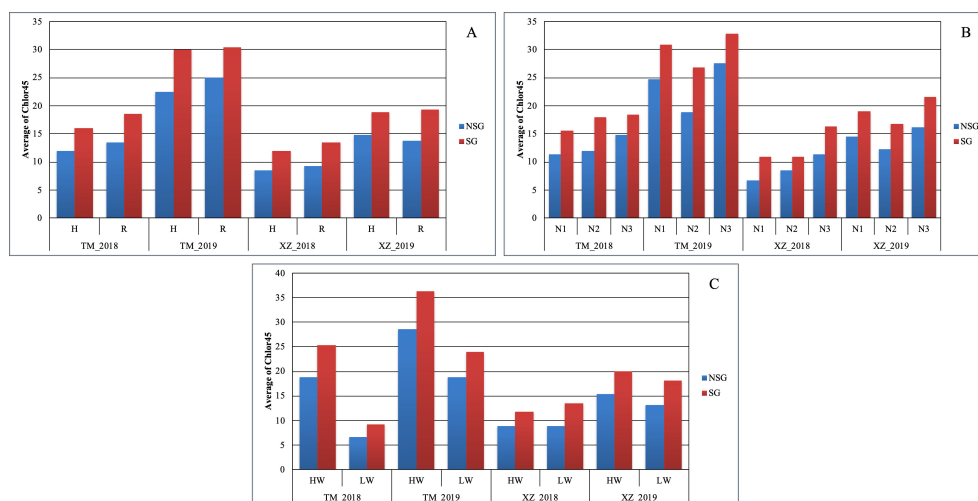 A
35
30
25
20
15
10
5
0
Average of Chlor45
H R H R H R H R
TM_2018 TM_2019 XZ_2018 XZ_2019
NSG
SG
B
35
30
25
20
15
10
5
0
Average of Chlor45
N1 N2 N3 N1 N2 N3 N1 N2 N3 N1 N2 N3
TM_2018 TM_2019 XZ_2018 XZ_2019
NSG
SG
C
40
35
30
25
20
15
10
5
0
Average of Chlor45
HW LW HW LW HW LW HW LW
TM_2018 TM_2019 XZ_2018 XZ_2019
NSG
SG